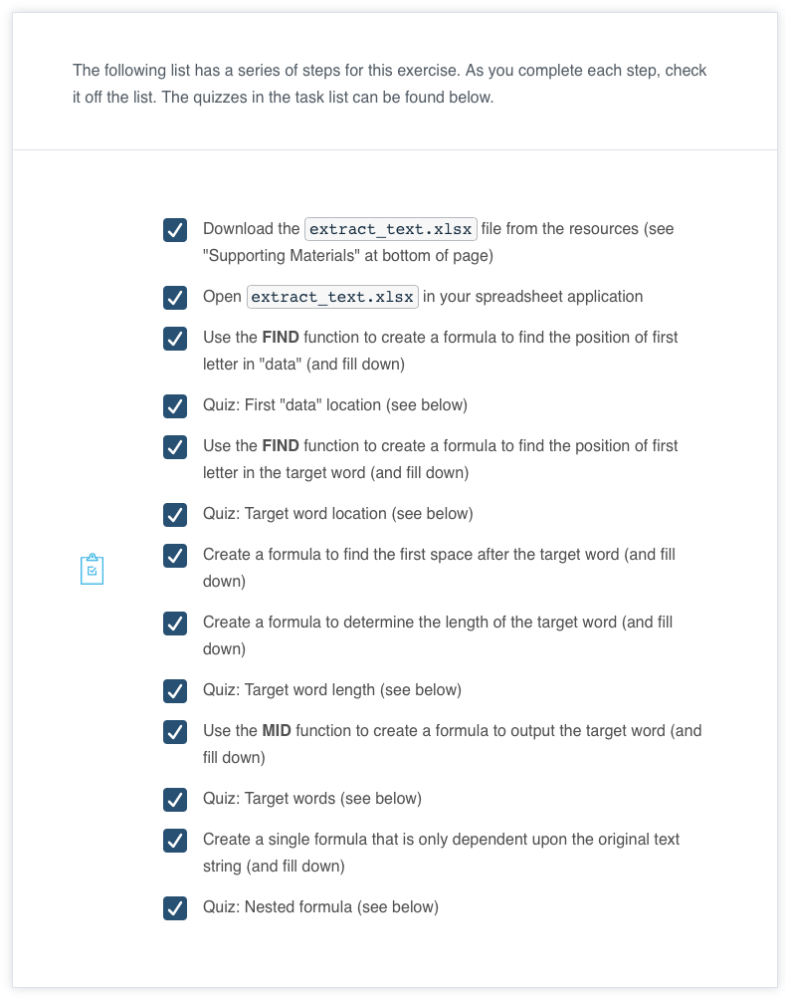 The following list has a series of steps for this exercise. As you complete each step, check
it off the list. The quizzes in the task list can be found below.
Download the extract_text.xlsx file from the resources (see
"Supporting Materials" at bottom of page)
Open extract_text.xlsx in your spreadsheet application
Use the FIND function to create a formula to find the position of first
letter in "data" (and fill down)
Quiz: First "data" location (see below)
Use the FIND function to create a formula to find the position of first
letter in the target word (and fill down)
Quiz: Target word location (see below)
Create a formula to find the first space after the target word (and fill
down)
Create a formula to determine the length of the target word (and fill
down)
Quiz: Target word length (see below)
Use the MID function to create a formula to output the target word (and
fill down)
Quiz: Target words (see below)
Create a single formula that is only dependent upon the original text
string (and fill down)
Quiz: Nested formula (see below)